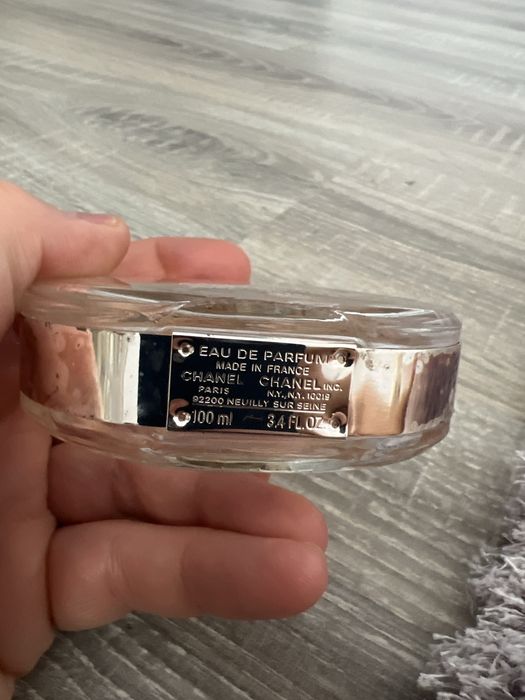 EAU DE PARFUM
MADE IN FRANCE
CHANEL CHANEL INC.
PARIS N.Y., N.Y. 10019
92200 NEUILLY SUR SEINE
100 ml ~ 3,4 FL.OZ.